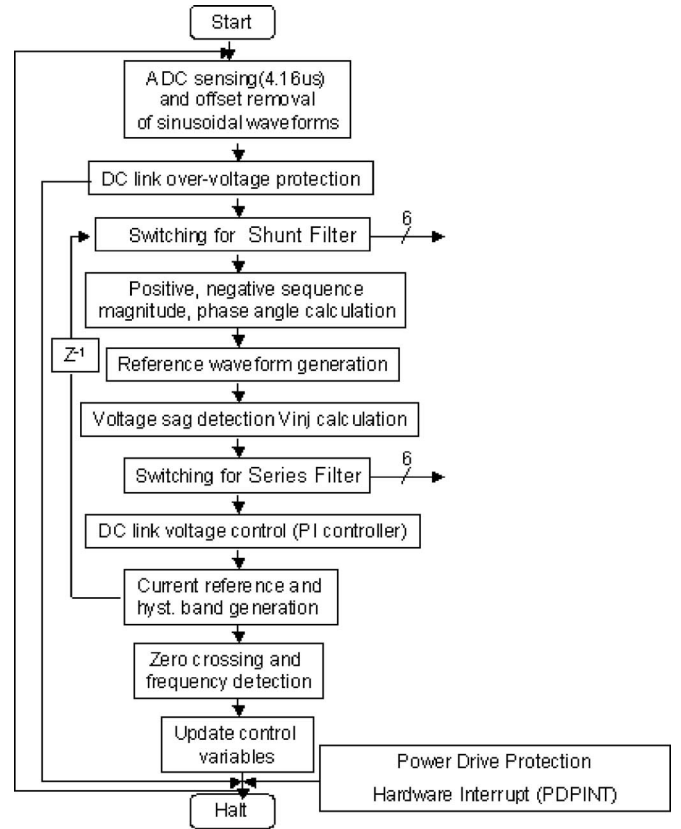 Start
ADC sensing(4.16us)
and offset removal
of sinusoidal waveforms
DC link over-voltage protection
Switching for Shunt Filter
6
Positive, negative sequence
magnitude, phase angle calculation
Z-1
Reference waveform generation
Voltage sag detection Vinj calculation
Switching for Series Filter
6
DC link voltage control (PI controller)
Current reference and
hyst. band generation
Zero crossing and
frequency detection
Update control
variables
Power Drive Protection
Hardware Interrupt (PDPINT)
Halt